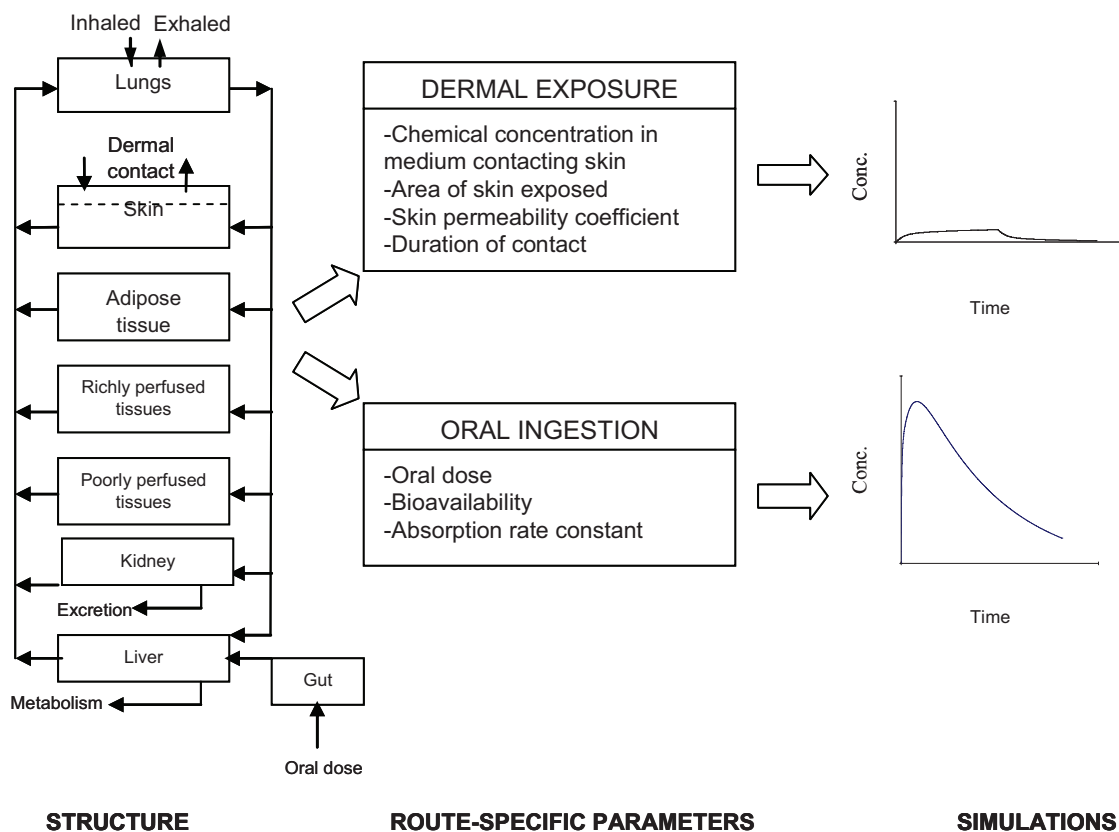 Inhaled Exhaled
Lungs
Dermal
contact
Skin
Adipose
tissue
Richly perfused
tissues
Poorly perfused
tissues
Kidney
Excretion
Liver
Metabolism
Gut
Oral dose
STRUCTURE
DERMAL EXPOSURE
-Chemical concentration in
medium contacting skin
-Area of skin exposed
-Skin permeability coefficient
-Duration of contact
ORAL INGESTION
-Oral dose
-Bioavailability
-Absorption rate constant
ROUTE-SPECIFIC PARAMETERS
Conc.
Time
Conc.
Time
SIMULATIONS